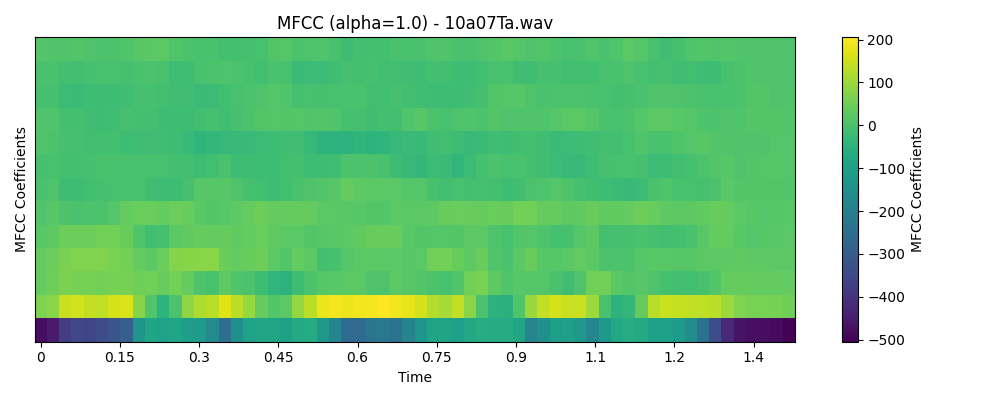 MFCC (alpha=1.0) - 10a07Ta.wav
MFCC Coefficients
0 0.15 0.3 0.45 0.6 0.75 0.9 1.1 1.2 1.4
Time
200
100
0
−100
−200
−300
−400
−500
MFCC Coefficients